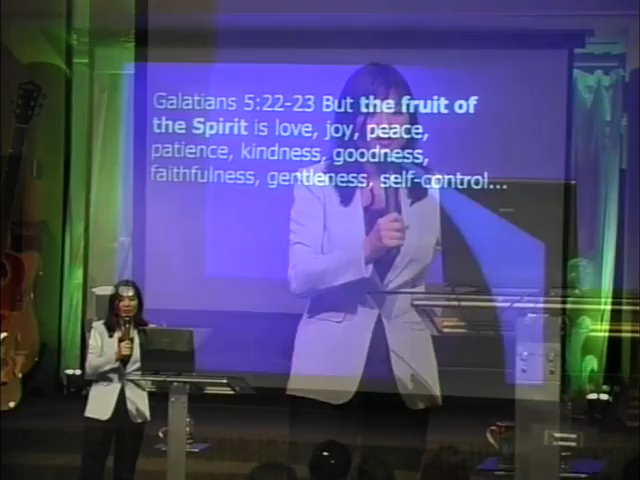 Galatians 5:22-23 But the fruit of
the Spirit is love, joy, peace,
patience, kindness, goodness,
faithfulness, gentleness, self-control...